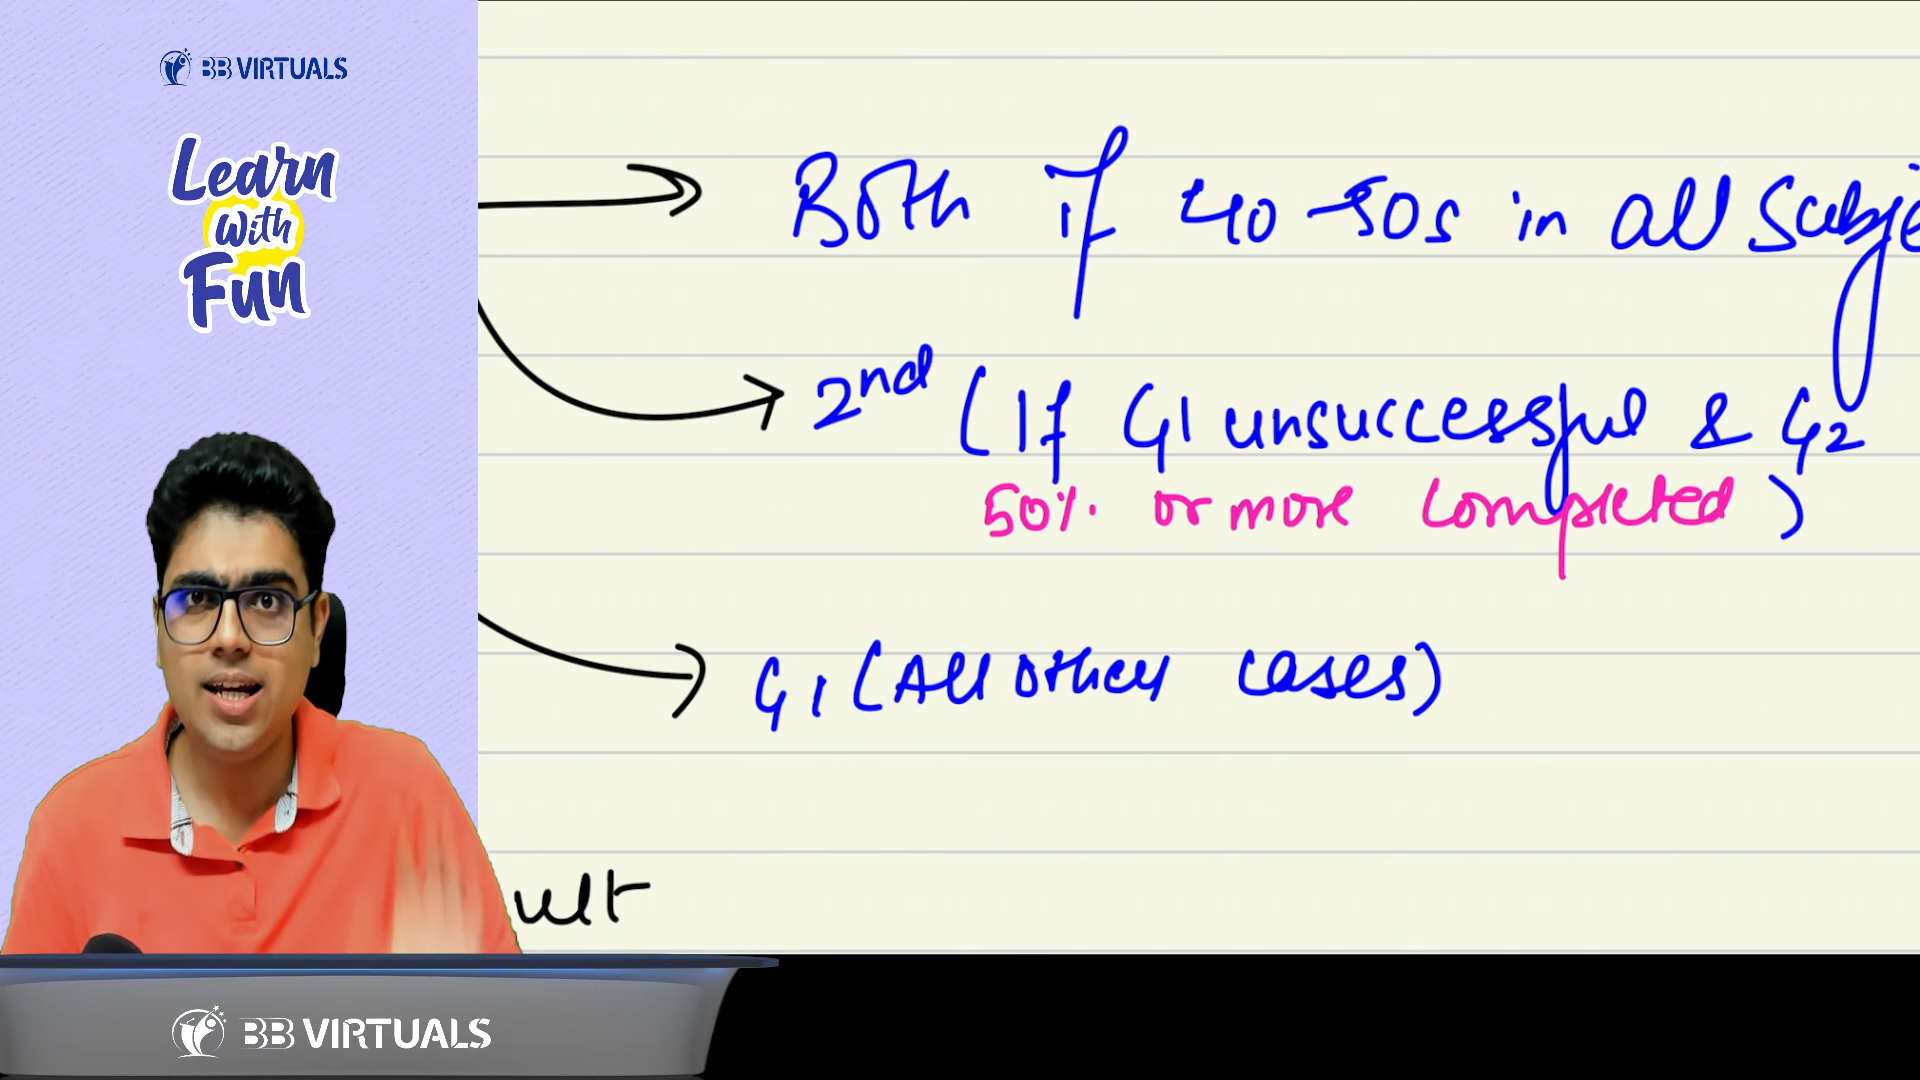 BB VIRTUALS
Learn
With
Fun
Both if 40-50s in all Subje
2nd (If G1 unsuccessful & G2
50% or more completed)
G1 (All other cases)
ult
BB VIRTUALS